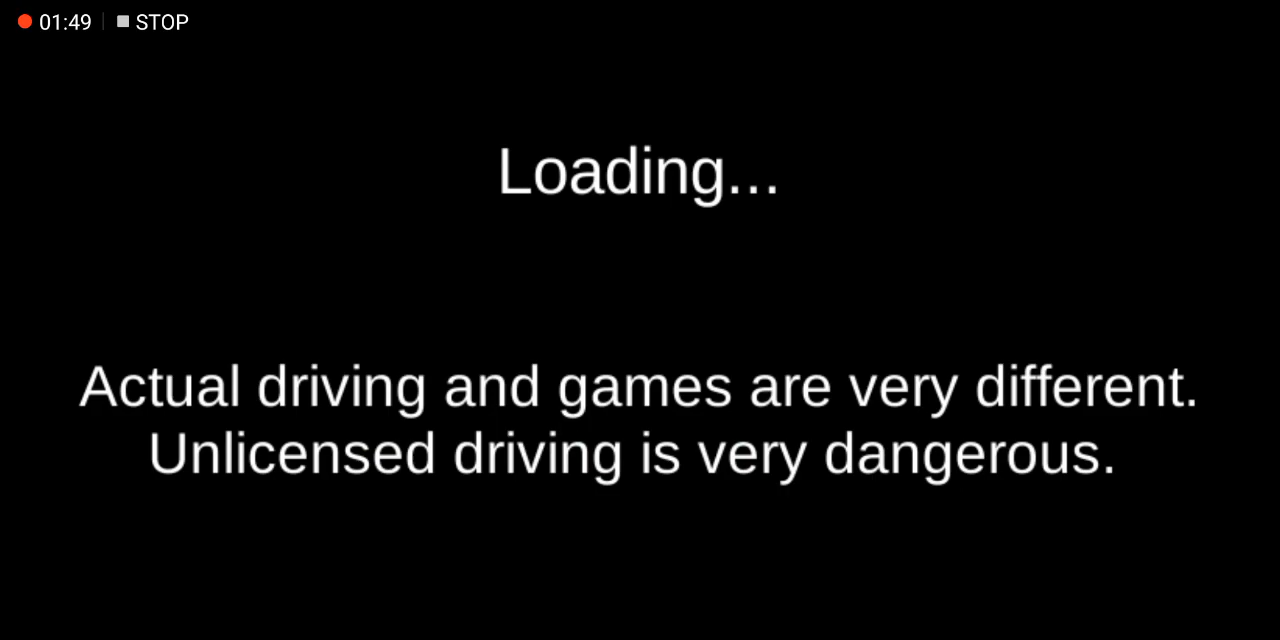 01:49 STOP
Loading...
Actual driving and games are very different.
Unlicensed driving is very dangerous.